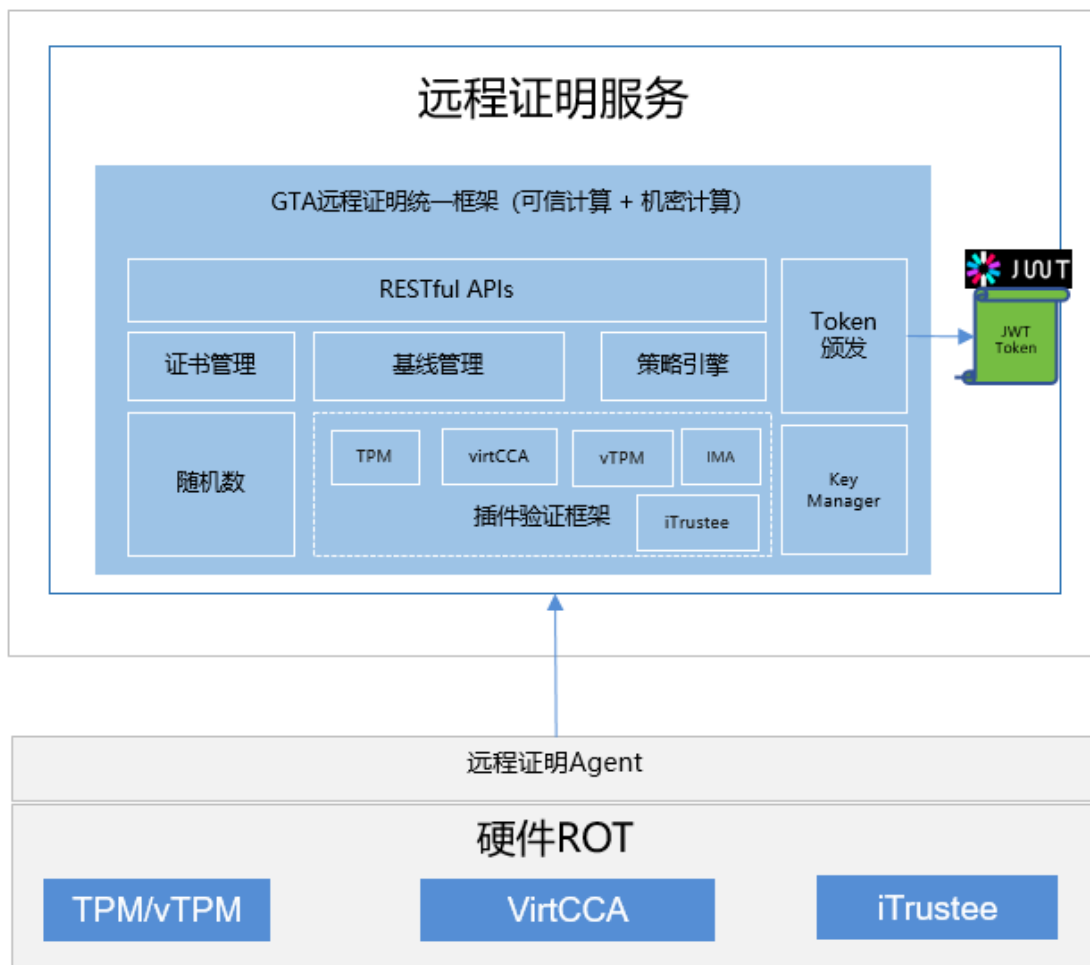 远程证明服务
GTA远程证明统一框架（可信计算 + 机密计算）
RESTful APIs
Token
颁发
JWT
JWT
Token
证书管理
基线管理
策略引擎
随机数
TPM
virtCCA
vTPM
IMA
插件验证框架
iTrustee
Key
Manager
远程证明Agent
硬件ROT
TPM/vTPM
VirtCCA
iTrustee